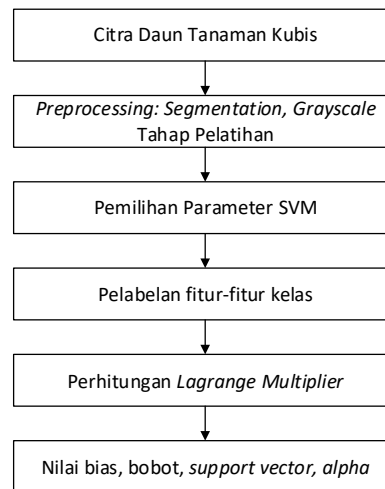 Citra Daun Tanaman Kubis
Preprocessing: Segmentation, Grayscale
Tahap Pelatihan
Pemilihan Parameter SVM
Pelabelan fitur-fitur kelas
Perhitungan Lagrange Multiplier
Nilai bias, bobot, support vector, alpha